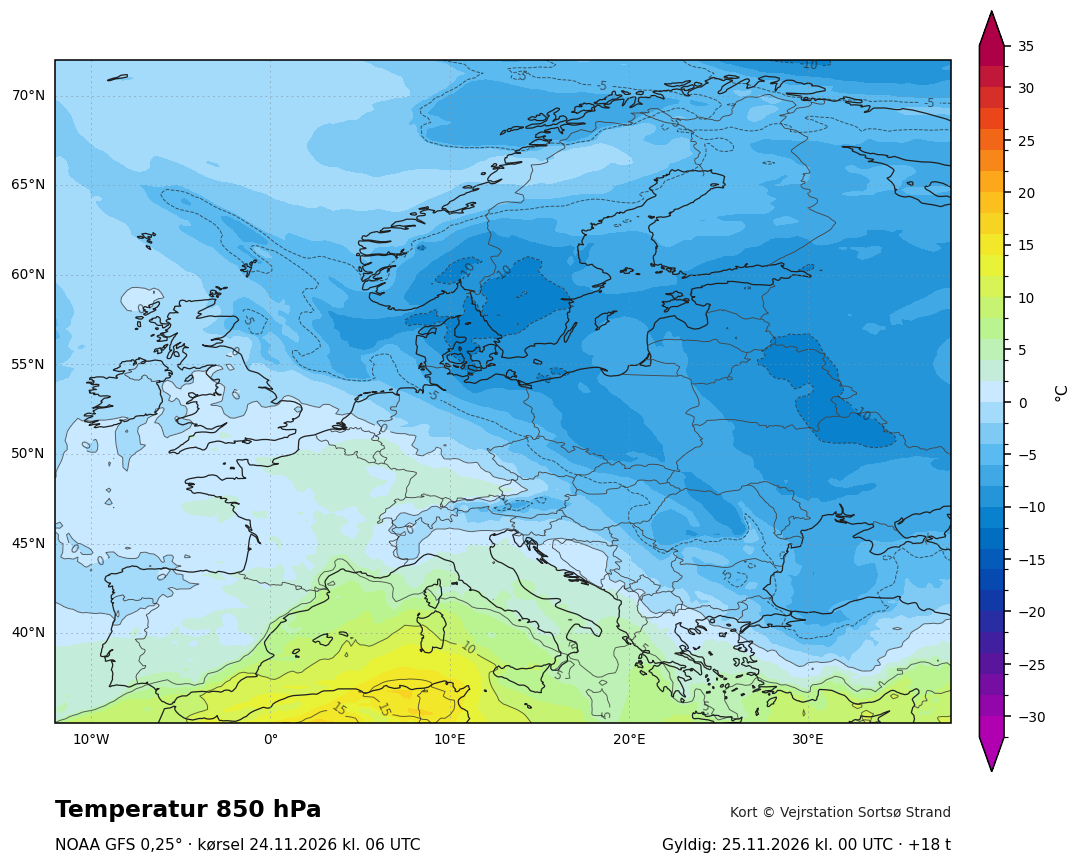 35
30
25
20
15
10
5
0
−5
−10
−15
−20
−25
−30
°C
70°N
65°N
60°N
55°N
50°N
45°N
40°N
10°W
0°
10°E
20°E
30°E
Temperatur 850 hPa
Kort © Vejrstation Sortsø Strand
NOAA GFS 0,25° · kørsel 24.11.2026 kl. 06 UTC
Gyldig: 25.11.2026 kl. 00 UTC · +18 t